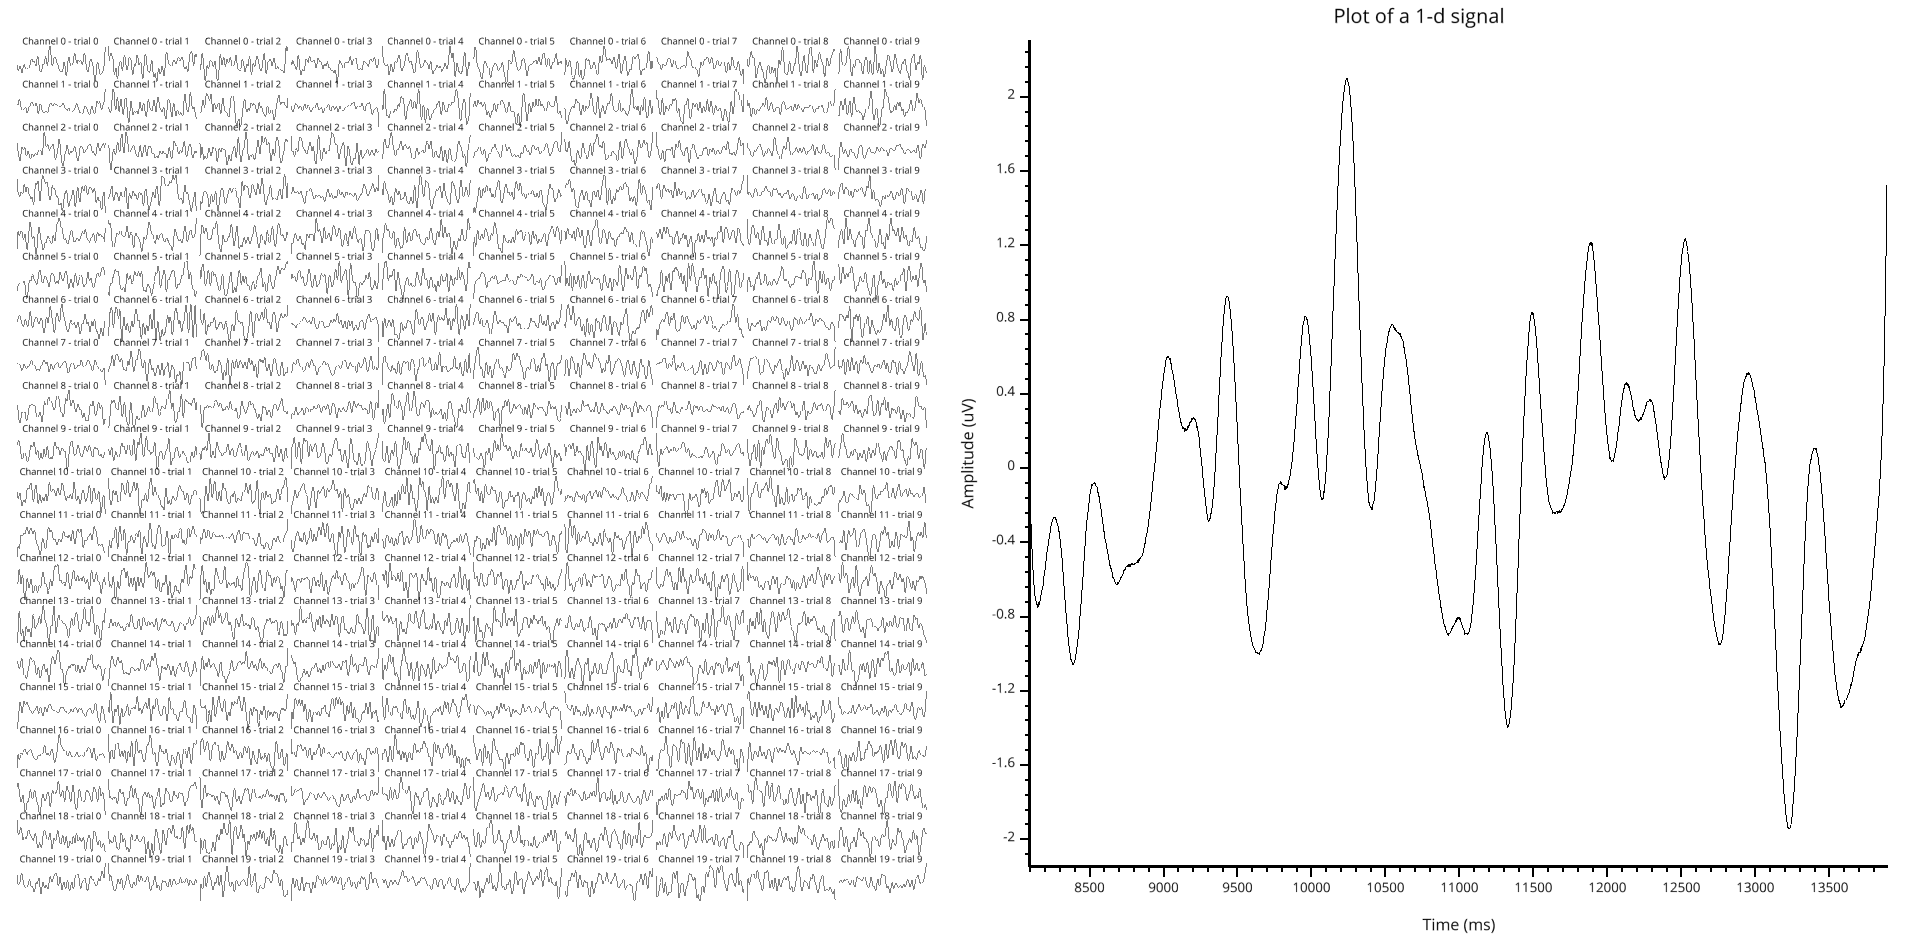 Plot of a 1-d signal
Channel 0 - trial 0 Channel 0 - trial 1 Channel 0 - trial 2 Channel 0 - trial 3 Channel 0 - trial 4 Channel 0 - trial 5 Channel 0 - trial 6 Channel 0 - trial 7 Channel 0 - trial 8 Channel 0 - trial 9
Channel 1 - trial 0 Channel 1 - trial 1 Channel 1 - trial 2 Channel 1 - trial 3 Channel 1 - trial 4 Channel 1 - trial 5 Channel 1 - trial 6 Channel 1 - trial 7 Channel 1 - trial 8 Channel 1 - trial 9
Channel 2 - trial 0 Channel 2 - trial 1 Channel 2 - trial 2 Channel 2 - trial 3 Channel 2 - trial 4 Channel 2 - trial 5 Channel 2 - trial 6 Channel 2 - trial 7 Channel 2 - trial 8 Channel 2 - trial 9
Channel 3 - trial 0 Channel 3 - trial 1 Channel 3 - trial 2 Channel 3 - trial 3 Channel 3 - trial 4 Channel 3 - trial 5 Channel 3 - trial 6 Channel 3 - trial 7 Channel 3 - trial 8 Channel 3 - trial 9
Channel 4 - trial 0 Channel 4 - trial 1 Channel 4 - trial 2 Channel 4 - trial 3 Channel 4 - trial 4 Channel 4 - trial 5 Channel 4 - trial 6 Channel 4 - trial 7 Channel 4 - trial 8 Channel 4 - trial 9
Channel 5 - trial 0 Channel 5 - trial 1 Channel 5 - trial 2 Channel 5 - trial 3 Channel 5 - trial 4 Channel 5 - trial 5 Channel 5 - trial 6 Channel 5 - trial 7 Channel 5 - trial 8 Channel 5 - trial 9
Channel 6 - trial 0 Channel 6 - trial 1 Channel 6 - trial 2 Channel 6 - trial 3 Channel 6 - trial 4 Channel 6 - trial 5 Channel 6 - trial 6 Channel 6 - trial 7 Channel 6 - trial 8 Channel 6 - trial 9
Channel 7 - trial 0 Channel 7 - trial 1 Channel 7 - trial 2 Channel 7 - trial 3 Channel 7 - trial 4 Channel 7 - trial 5 Channel 7 - trial 6 Channel 7 - trial 7 Channel 7 - trial 8 Channel 7 - trial 9
Channel 8 - trial 0 Channel 8 - trial 1 Channel 8 - trial 2 Channel 8 - trial 3 Channel 8 - trial 4 Channel 8 - trial 5 Channel 8 - trial 6 Channel 8 - trial 7 Channel 8 - trial 8 Channel 8 - trial 9
Channel 9 - trial 0 Channel 9 - trial 1 Channel 9 - trial 2 Channel 9 - trial 3 Channel 9 - trial 4 Channel 9 - trial 5 Channel 9 - trial 6 Channel 9 - trial 7 Channel 9 - trial 8 Channel 9 - trial 9
Channel 10 - trial 0 Channel 10 - trial 1 Channel 10 - trial 2 Channel 10 - trial 3 Channel 10 - trial 4 Channel 10 - trial 5 Channel 10 - trial 6 Channel 10 - trial 7 Channel 10 - trial 8 Channel 10 - trial 9
Channel 11 - trial 0 Channel 11 - trial 1 Channel 11 - trial 2 Channel 11 - trial 3 Channel 11 - trial 4 Channel 11 - trial 5 Channel 11 - trial 6 Channel 11 - trial 7 Channel 11 - trial 8 Channel 11 - trial 9
Channel 12 - trial 0 Channel 12 - trial 1 Channel 12 - trial 2 Channel 12 - trial 3 Channel 12 - trial 4 Channel 12 - trial 5 Channel 12 - trial 6 Channel 12 - trial 7 Channel 12 - trial 8 Channel 12 - trial 9
Channel 13 - trial 0 Channel 13 - trial 1 Channel 13 - trial 2 Channel 13 - trial 3 Channel 13 - trial 4 Channel 13 - trial 5 Channel 13 - trial 6 Channel 13 - trial 7 Channel 13 - trial 8 Channel 13 - trial 9
Channel 14 - trial 0 Channel 14 - trial 1 Channel 14 - trial 2 Channel 14 - trial 3 Channel 14 - trial 4 Channel 14 - trial 5 Channel 14 - trial 6 Channel 14 - trial 7 Channel 14 - trial 8 Channel 14 - trial 9
Channel 15 - trial 0 Channel 15 - trial 1 Channel 15 - trial 2 Channel 15 - trial 3 Channel 15 - trial 4 Channel 15 - trial 5 Channel 15 - trial 6 Channel 15 - trial 7 Channel 15 - trial 8 Channel 15 - trial 9
Channel 16 - trial 0 Channel 16 - trial 1 Channel 16 - trial 2 Channel 16 - trial 3 Channel 16 - trial 4 Channel 16 - trial 5 Channel 16 - trial 6 Channel 16 - trial 7 Channel 16 - trial 8 Channel 16 - trial 9
Channel 17 - trial 0 Channel 17 - trial 1 Channel 17 - trial 2 Channel 17 - trial 3 Channel 17 - trial 4 Channel 17 - trial 5 Channel 17 - trial 6 Channel 17 - trial 7 Channel 17 - trial 8 Channel 17 - trial 9
Channel 18 - trial 0 Channel 18 - trial 1 Channel 18 - trial 2 Channel 18 - trial 3 Channel 18 - trial 4 Channel 18 - trial 5 Channel 18 - trial 6 Channel 18 - trial 7 Channel 18 - trial 8 Channel 18 - trial 9
Channel 19 - trial 0 Channel 19 - trial 1 Channel 19 - trial 2 Channel 19 - trial 3 Channel 19 - trial 4 Channel 19 - trial 5 Channel 19 - trial 6 Channel 19 - trial 7 Channel 19 - trial 8 Channel 19 - trial 9
Amplitude (uV)
2
1.6
1.2
0.8
0.4
0
-0.4
-0.8
-1.2
-1.6
-2
8500 9000 9500 10000 10500 11000 11500 12000 12500 13000 13500
Time (ms)